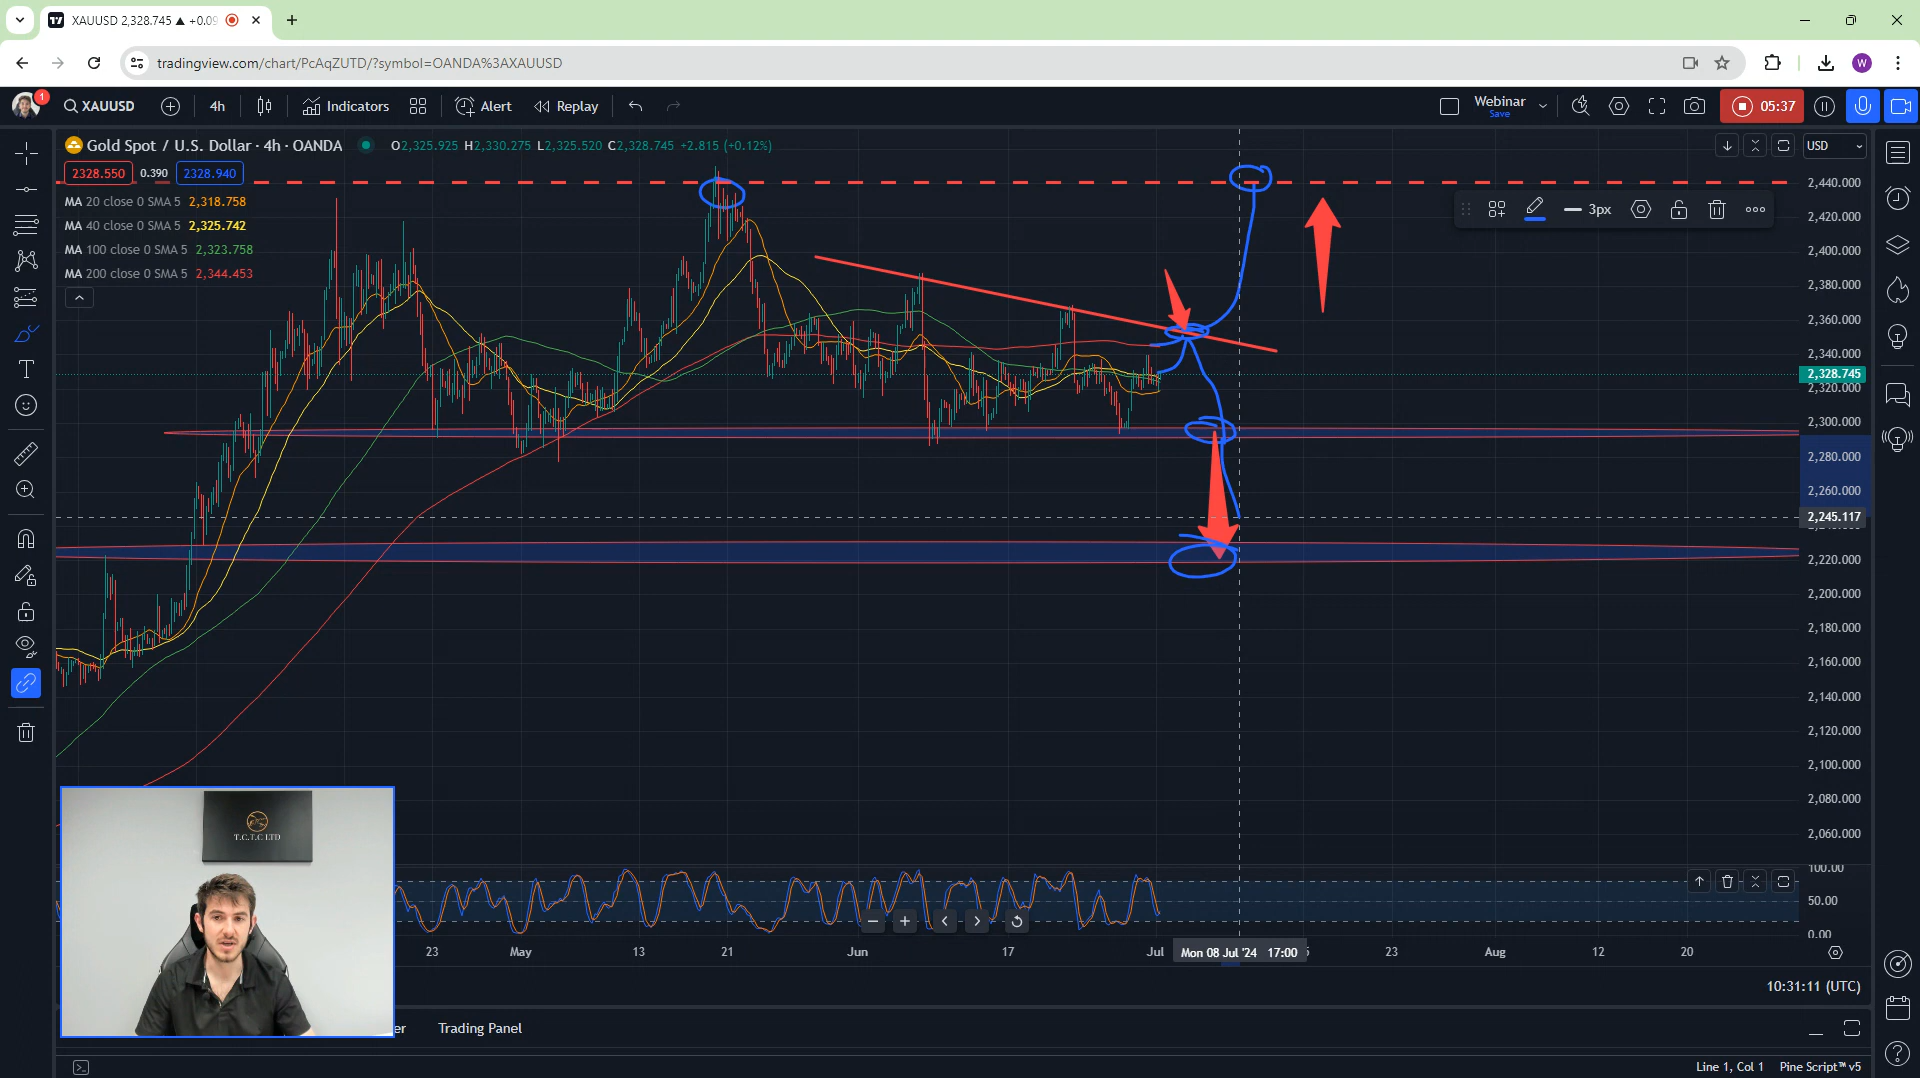 XAUUSD 2,328.745 ▲ +0.09
tradingview.com/chart/PcAqZUTD/?symbol=OANDA%3AXAUUSD
W
1
XAUUSD
4h
Indicators
Alert
Replay
Webinar
Save
05:37
Gold Spot / U.S. Dollar · 4h · OANDA
O2,325.925 H2,330.275 L2,325.520 C2,328.745 +2.815 (+0.12%)
USD
2328.550
0.390
2328.940
MA 20 close 0 SMA 5 2,318.758
MA 40 close 0 SMA 5 2,325.742
MA 100 close 0 SMA 5 2,323.758
MA 200 close 0 SMA 5 2,344.453
3px
2,440.000
2,420.000
2,400.000
2,380.000
2,360.000
2,340.000
2,328.745
2,320.000
2,300.000
2,280.000
2,260.000
2,245.117
2,220.000
2,200.000
2,180.000
2,160.000
2,140.000
2,120.000
2,100.000
2,080.000
2,060.000
T.C.T.C LTD
100.00
50.00
0.00
23
May
13
21
Jun
17
Jul
Mon 08 Jul '24 17:00
23
Aug
12
20
10:31:11 (UTC)
er
Trading Panel
Line 1, Col 1
Pine Script™ v5